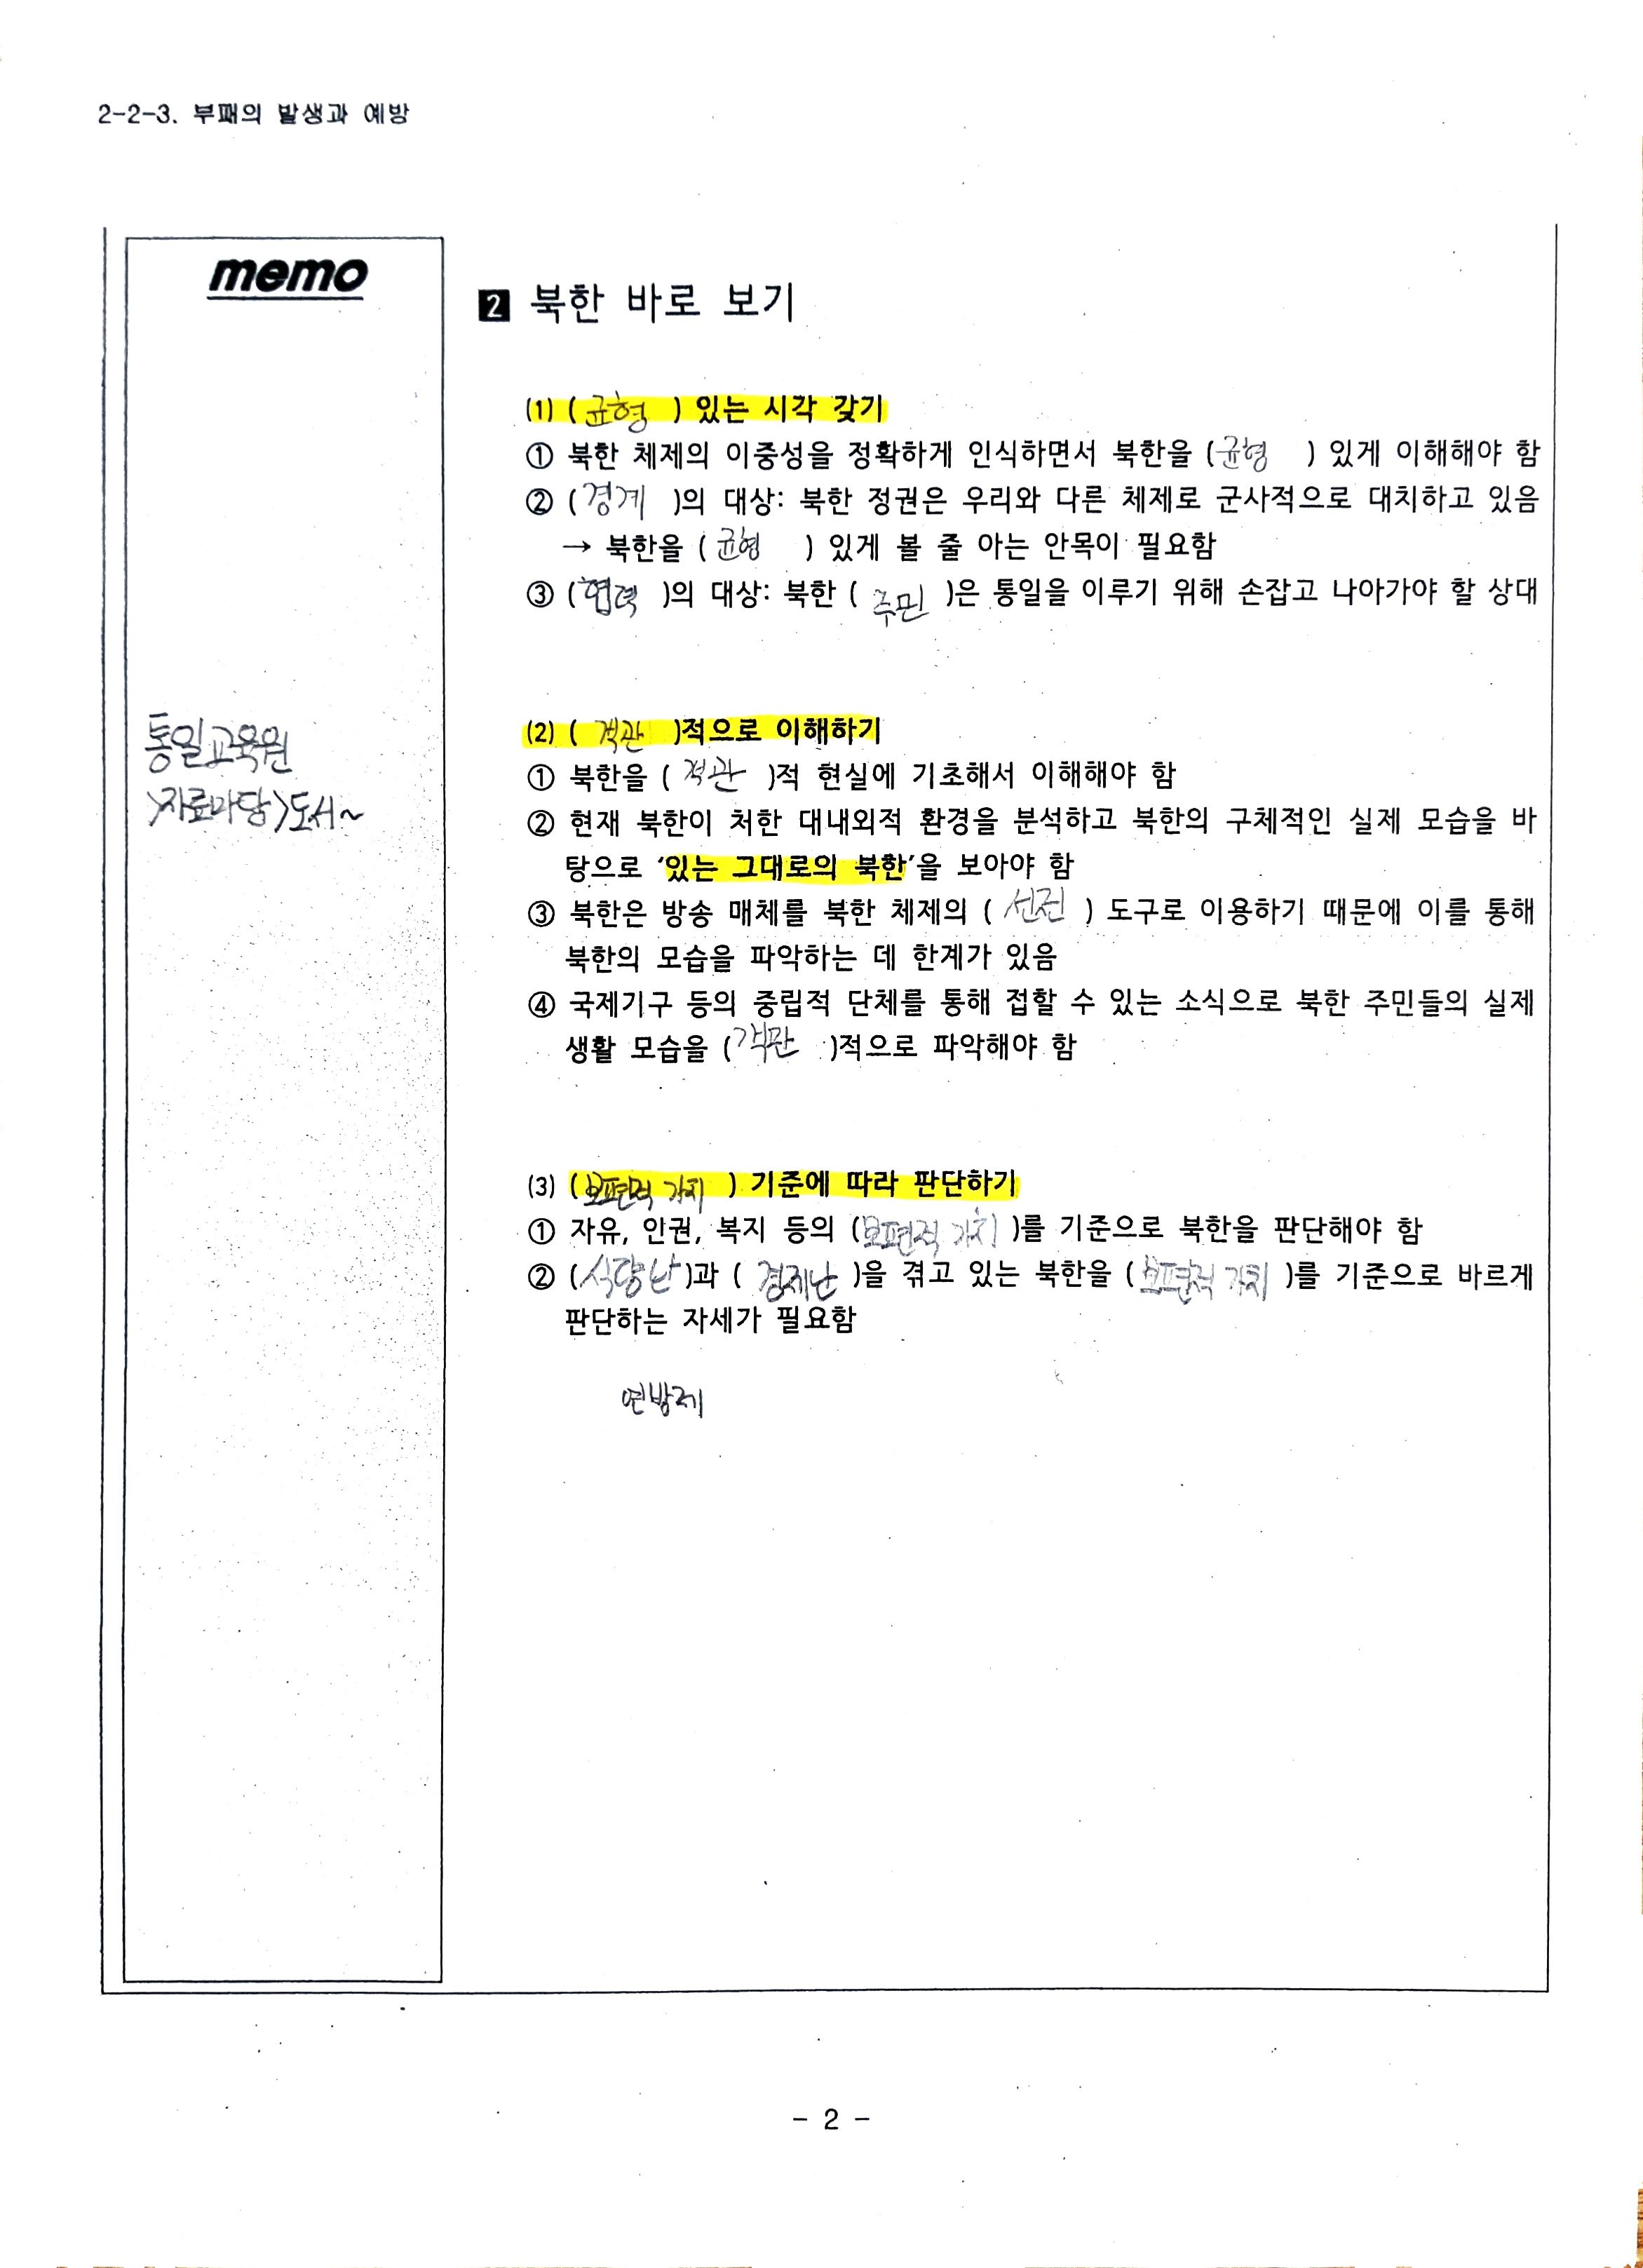 2-2-3. 부패의 발생과 예방
memo
2 북한 바로 보기
(1) ( 균형 ) 있는 시각 갖기
① 북한 체제의 이중성을 정확하게 인식하면서 북한을 (균형 ) 있게 이해해야 함
② (경계 )의 대상: 북한 정권은 우리와 다른 체제로 군사적으로 대치하고 있음
→ 북한을 ( 균형 ) 있게 볼 줄 아는 안목이 필요함
③ (협력 )의 대상: 북한 ( 주민 )은 통일을 이루기 위해 손잡고 나아가야 할 상대
통일교육원
>자료마당>도서~
(2) ( 객관 )적으로 이해하기
① 북한을 ( 객관 )적 현실에 기초해서 이해해야 함
② 현재 북한이 처한 대내외적 환경을 분석하고 북한의 구체적인 실제 모습을 바
탕으로 ‘있는 그대로의 북한’을 보아야 함
③ 북한은 방송 매체를 북한 체제의 ( 선전 ) 도구로 이용하기 때문에 이를 통해
북한의 모습을 파악하는 데 한계가 있음
④ 국제기구 등의 중립적 단체를 통해 접할 수 있는 소식으로 북한 주민들의 실제
생활 모습을 (객관 )적으로 파악해야 함
(3) (보편적 가치 ) 기준에 따라 판단하기
① 자유, 인권, 복지 등의 (보편적 가치)를 기준으로 북한을 판단해야 함
② (식량난)과 ( 경제난 )을 겪고 있는 북한을 ( 보편적 가치 )를 기준으로 바르게
판단하는 자세가 필요함
연방제
- 2 -